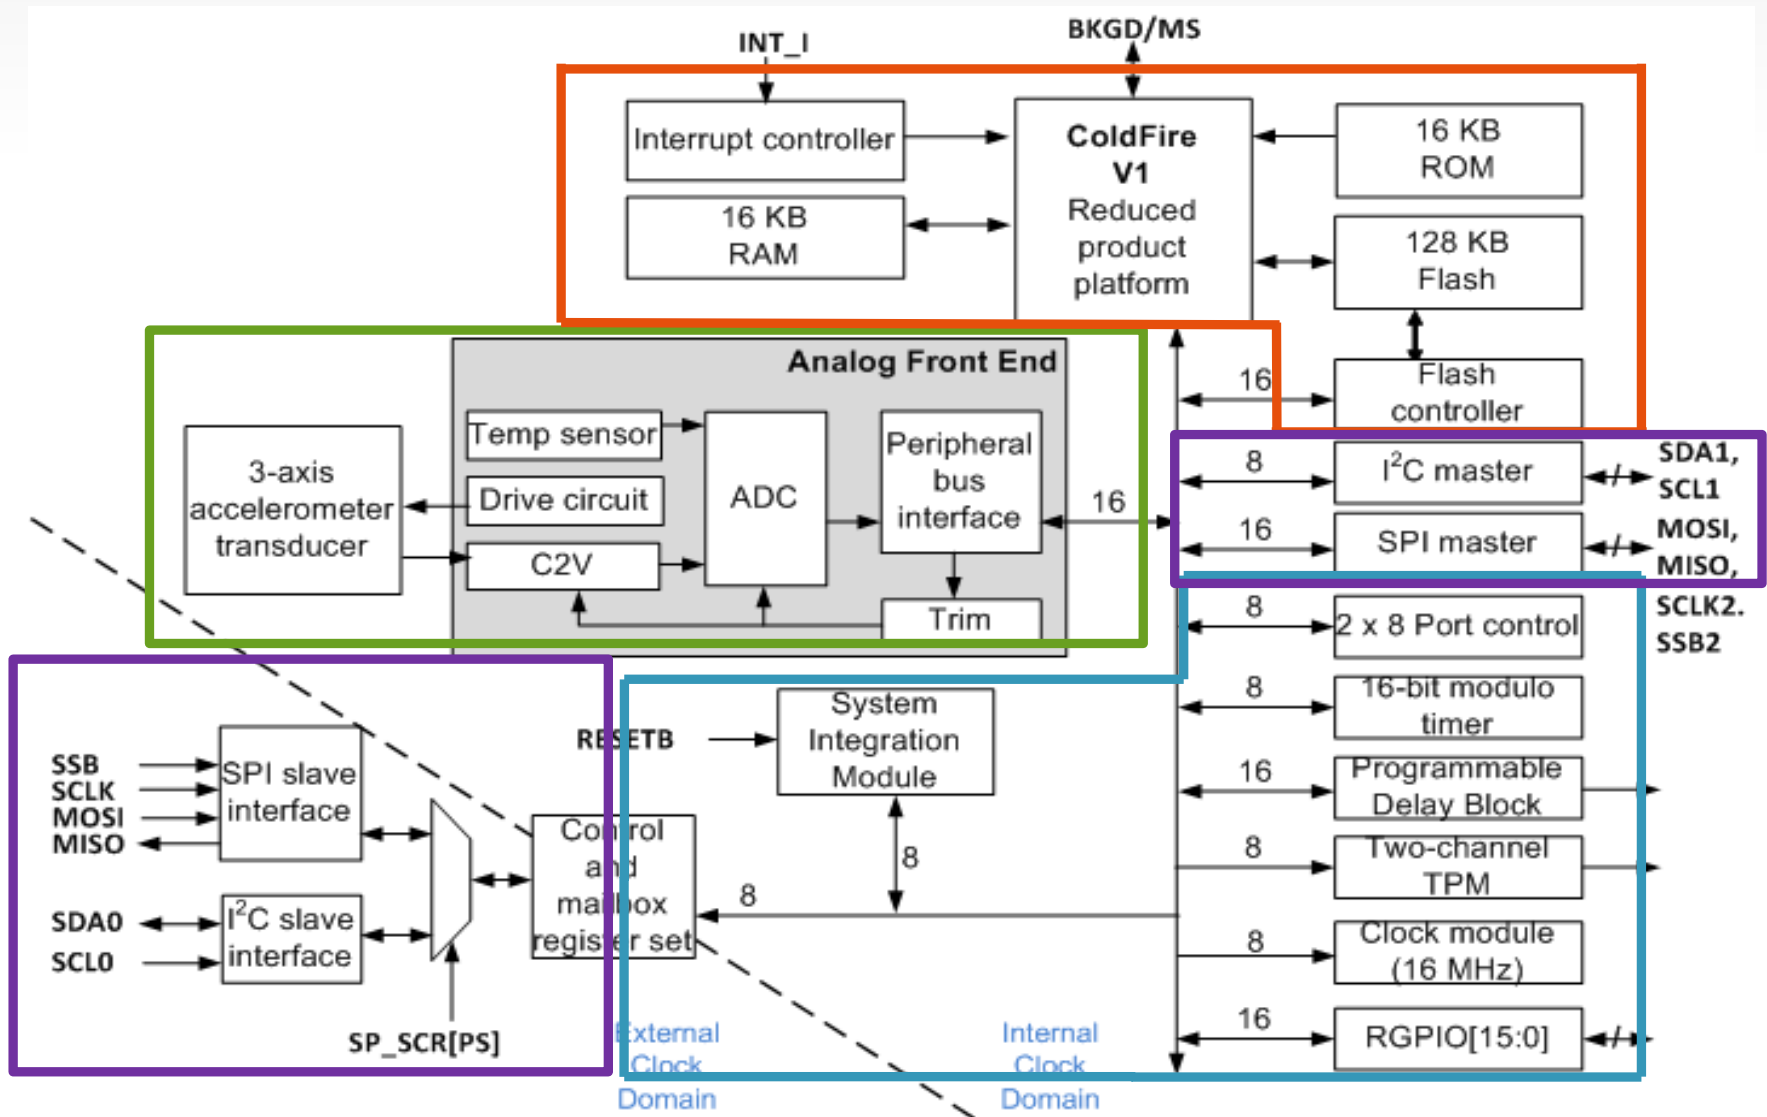 INT_I
BKGD/MS
Interrupt controller
16 KB
RAM
ColdFire
V1
Reduced
product
platform
16 KB
ROM
128 KB
Flash
16
Flash
controller
Analog Front End
Temp sensor
Drive circuit
C2V
ADC
Peripheral
bus
interface
Trim
16
3-axis
accelerometer
transducer
8
I²C master
SDA1,
SCL1
16
SPI master
MOSI,
MISO,
SCLK2.
SSB2
8
2 x 8 Port control
8
16-bit modulo
timer
16
Programmable
Delay Block
8
Two-channel
TPM
8
Clock module
(16 MHz)
16
RGPIO[15:0]
RESETB
System
Integration
Module
8
8
Control
and
mailbox
register set
SSB
SCLK
MOSI
MISO
SPI slave
interface
SDA0
SCL0
I²C slave
interface
SP_SCR[PS]
External
Clock
Domain
Internal
Clock
Domain